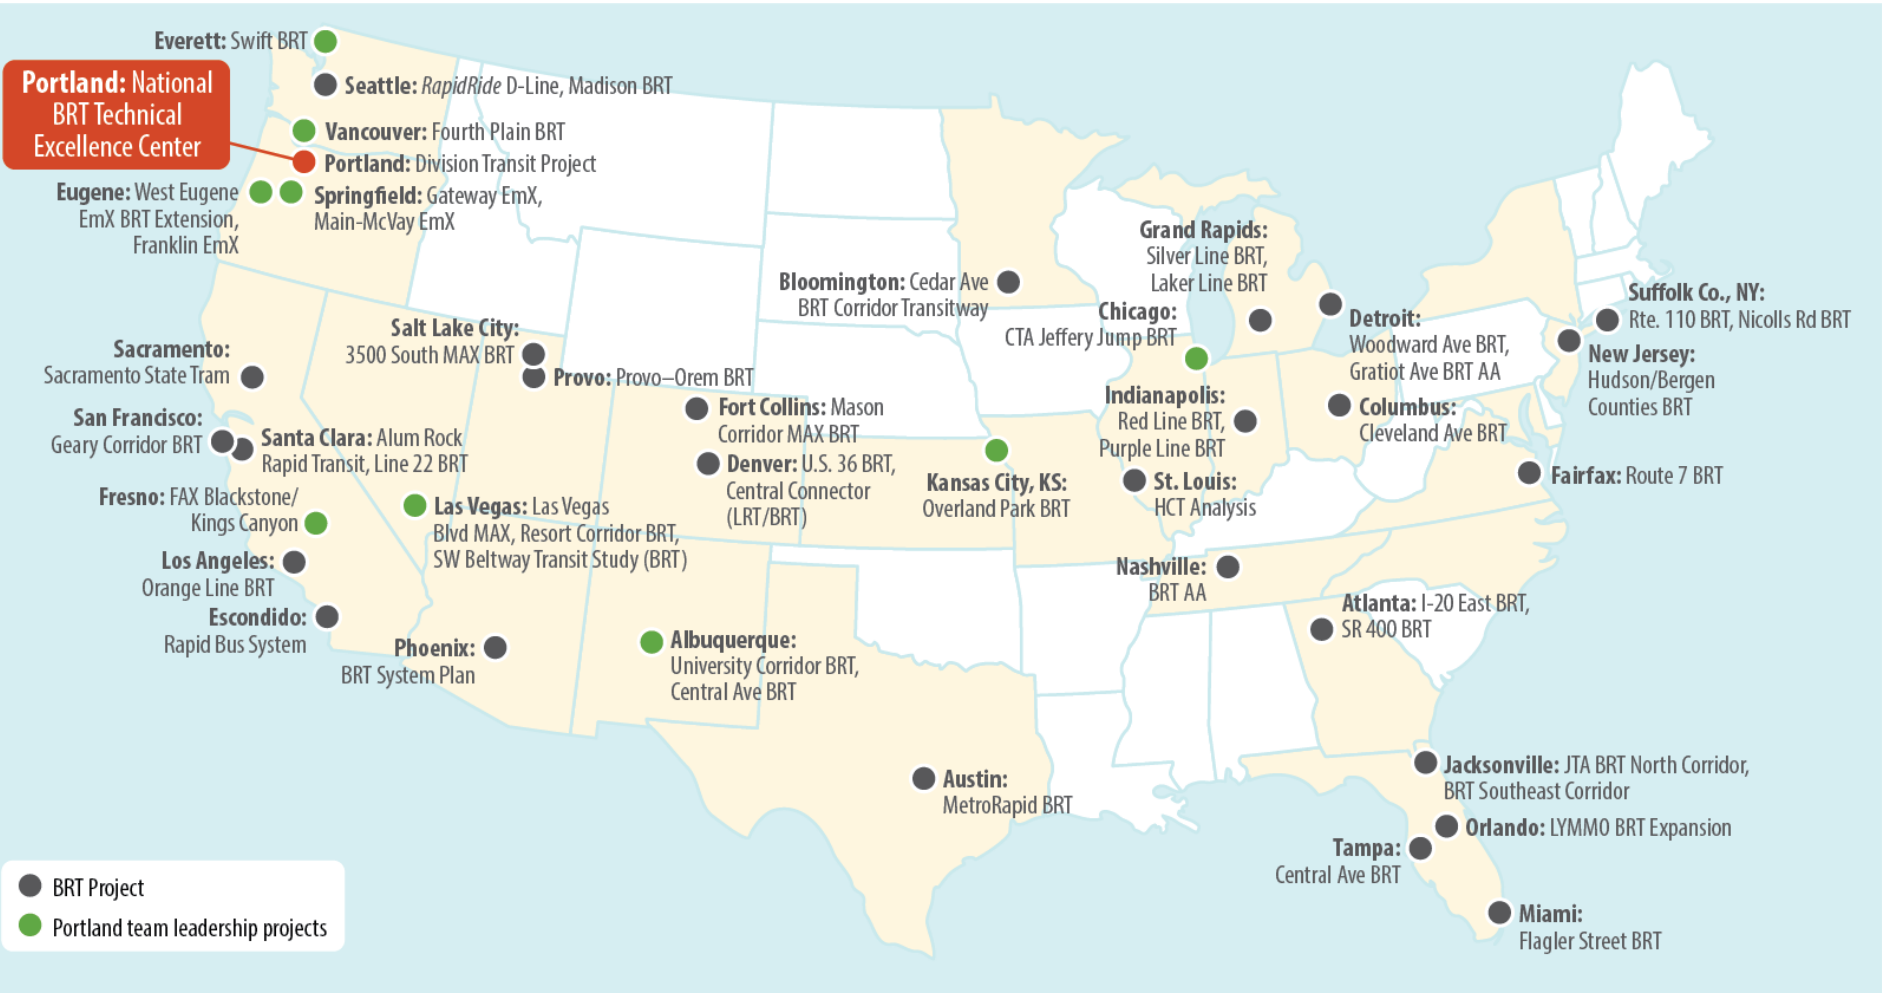 Everett: Swift BRT
Portland: National
BRT Technical
Excellence Center
Seattle: RapidRide D-Line, Madison BRT
Vancouver: Fourth Plain BRT
Portland: Division Transit Project
Eugene: West Eugene
EmX BRT Extension,
Franklin EmX
Springfield: Gateway EmX,
Main-McVay EmX
Grand Rapids:
Silver Line BRT,
Laker Line BRT
Bloomington: Cedar Ave
BRT Corridor Transitway
Chicago:
CTA Jeffery Jump BRT
Detroit:
Woodward Ave BRT,
Gratiot Ave BRT AA
Suffolk Co., NY:
Rte. 110 BRT, Nicolls Rd BRT
New Jersey:
Hudson/Bergen
Counties BRT
Salt Lake City:
3500 South MAX BRT
Provo: Provo–Orem BRT
Sacramento:
Sacramento State Tram
San Francisco:
Geary Corridor BRT
Santa Clara: Alum Rock
Rapid Transit, Line 22 BRT
Fort Collins: Mason
Corridor MAX BRT
Denver: U.S. 36 BRT,
Central Connector
(LRT/BRT)
Indianapolis:
Red Line BRT,
Purple Line BRT
Columbus:
Cleveland Ave BRT
Kansas City, KS:
Overland Park BRT
St. Louis:
HCT Analysis
Fairfax: Route 7 BRT
Fresno: FAX Blackstone/
Kings Canyon
Las Vegas: Las Vegas
Blvd MAX, Resort Corridor BRT,
SW Beltway Transit Study (BRT)
Los Angeles:
Orange Line BRT
Escondido:
Rapid Bus System
Phoenix:
BRT System Plan
Albuquerque:
University Corridor BRT,
Central Ave BRT
Nashville:
BRT AA
Atlanta: I-20 East BRT,
SR 400 BRT
Austin:
MetroRapid BRT
Jacksonville: JTA BRT North Corridor,
BRT Southeast Corridor
Orlando: LYMMO BRT Expansion
Tampa:
Central Ave BRT
Miami:
Flagler Street BRT
BRT Project
Portland team leadership projects